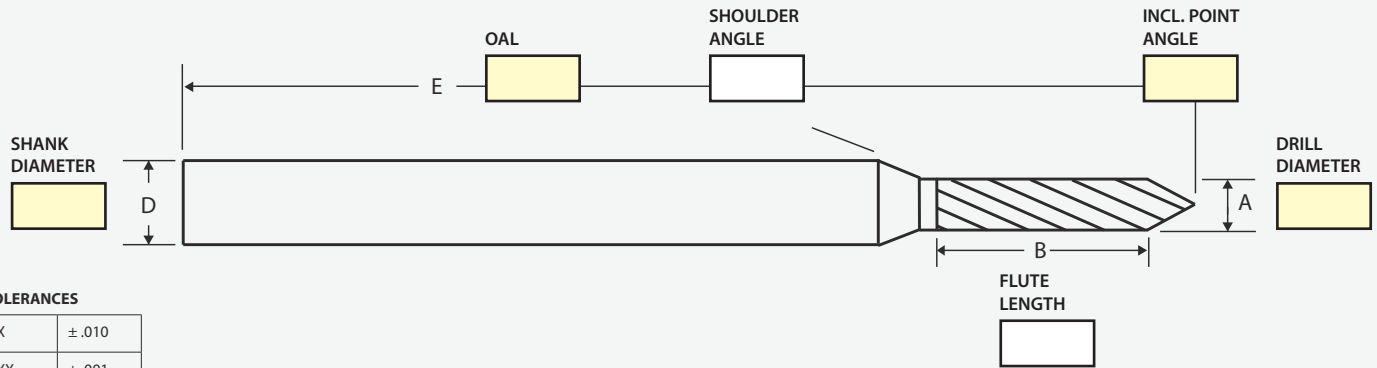 SHOULDER
ANGLE
INCL. POINT
ANGLE
OAL
E
SHANK
DIAMETER
DRILL
DIAMETER
D
A
B
FLUTE
LENGTH
OLERANCES
X
± .010